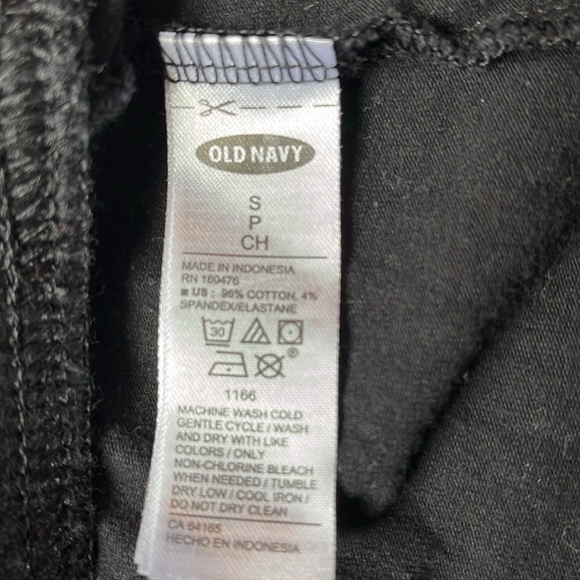 OLD NAVY
S
P
CH
MADE IN INDONESIA
RN 169476
US : 96% COTTON, 4%
SPANDEX/ELASTANE
30
1166
MACHINE WASH COLD
GENTLE CYCLE / WASH
AND DRY WITH LIKE
COLORS / ONLY
NON-CHLORINE BLEACH
WHEN NEEDED / TUMBLE
DRY LOW / COOL IRON /
DO NOT DRY CLEAN
CA 54165
HECHO EN INDONESIA